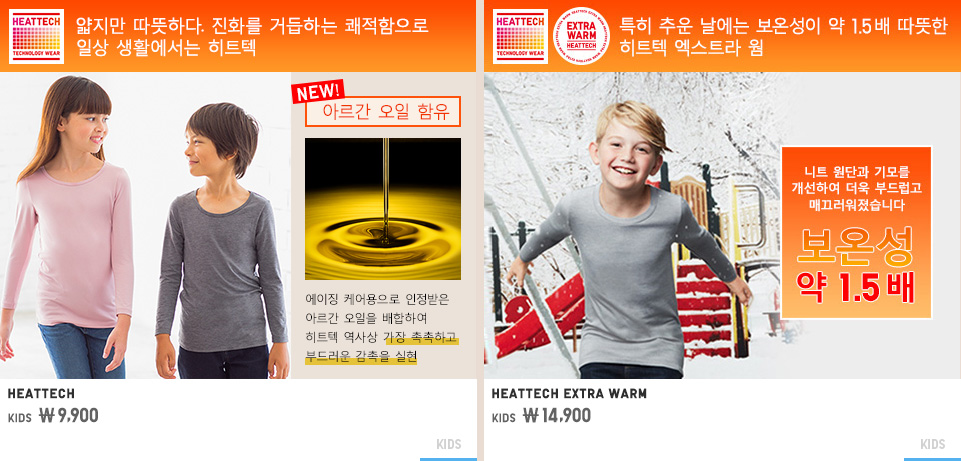 HEATTECH
TECHNOLOGY WEAR
얇지만 따뜻하다. 진화를 거듭하는 쾌적함으로
일상 생활에서는 히트텍
NEW!
아르간 오일 함유
에이징 케어용으로 인정받은
아르간 오일을 배합하여
히트텍 역사상 가장 촉촉하고
부드러운 감촉을 실현
HEATTECH
KIDS ₩9,900
KIDS
HEATTECH
TECHNOLOGY WEAR
EXTRA
WARM
HEATTECH
특히 추운 날에는 보온성이 약 1.5배 따뜻한
히트텍 엑스트라 웜
니트 원단과 기모를
개선하여 더욱 부드럽고
매끄러워졌습니다
보온성
약 1.5배
HEATTECH EXTRA WARM
KIDS ₩14,900
KIDS